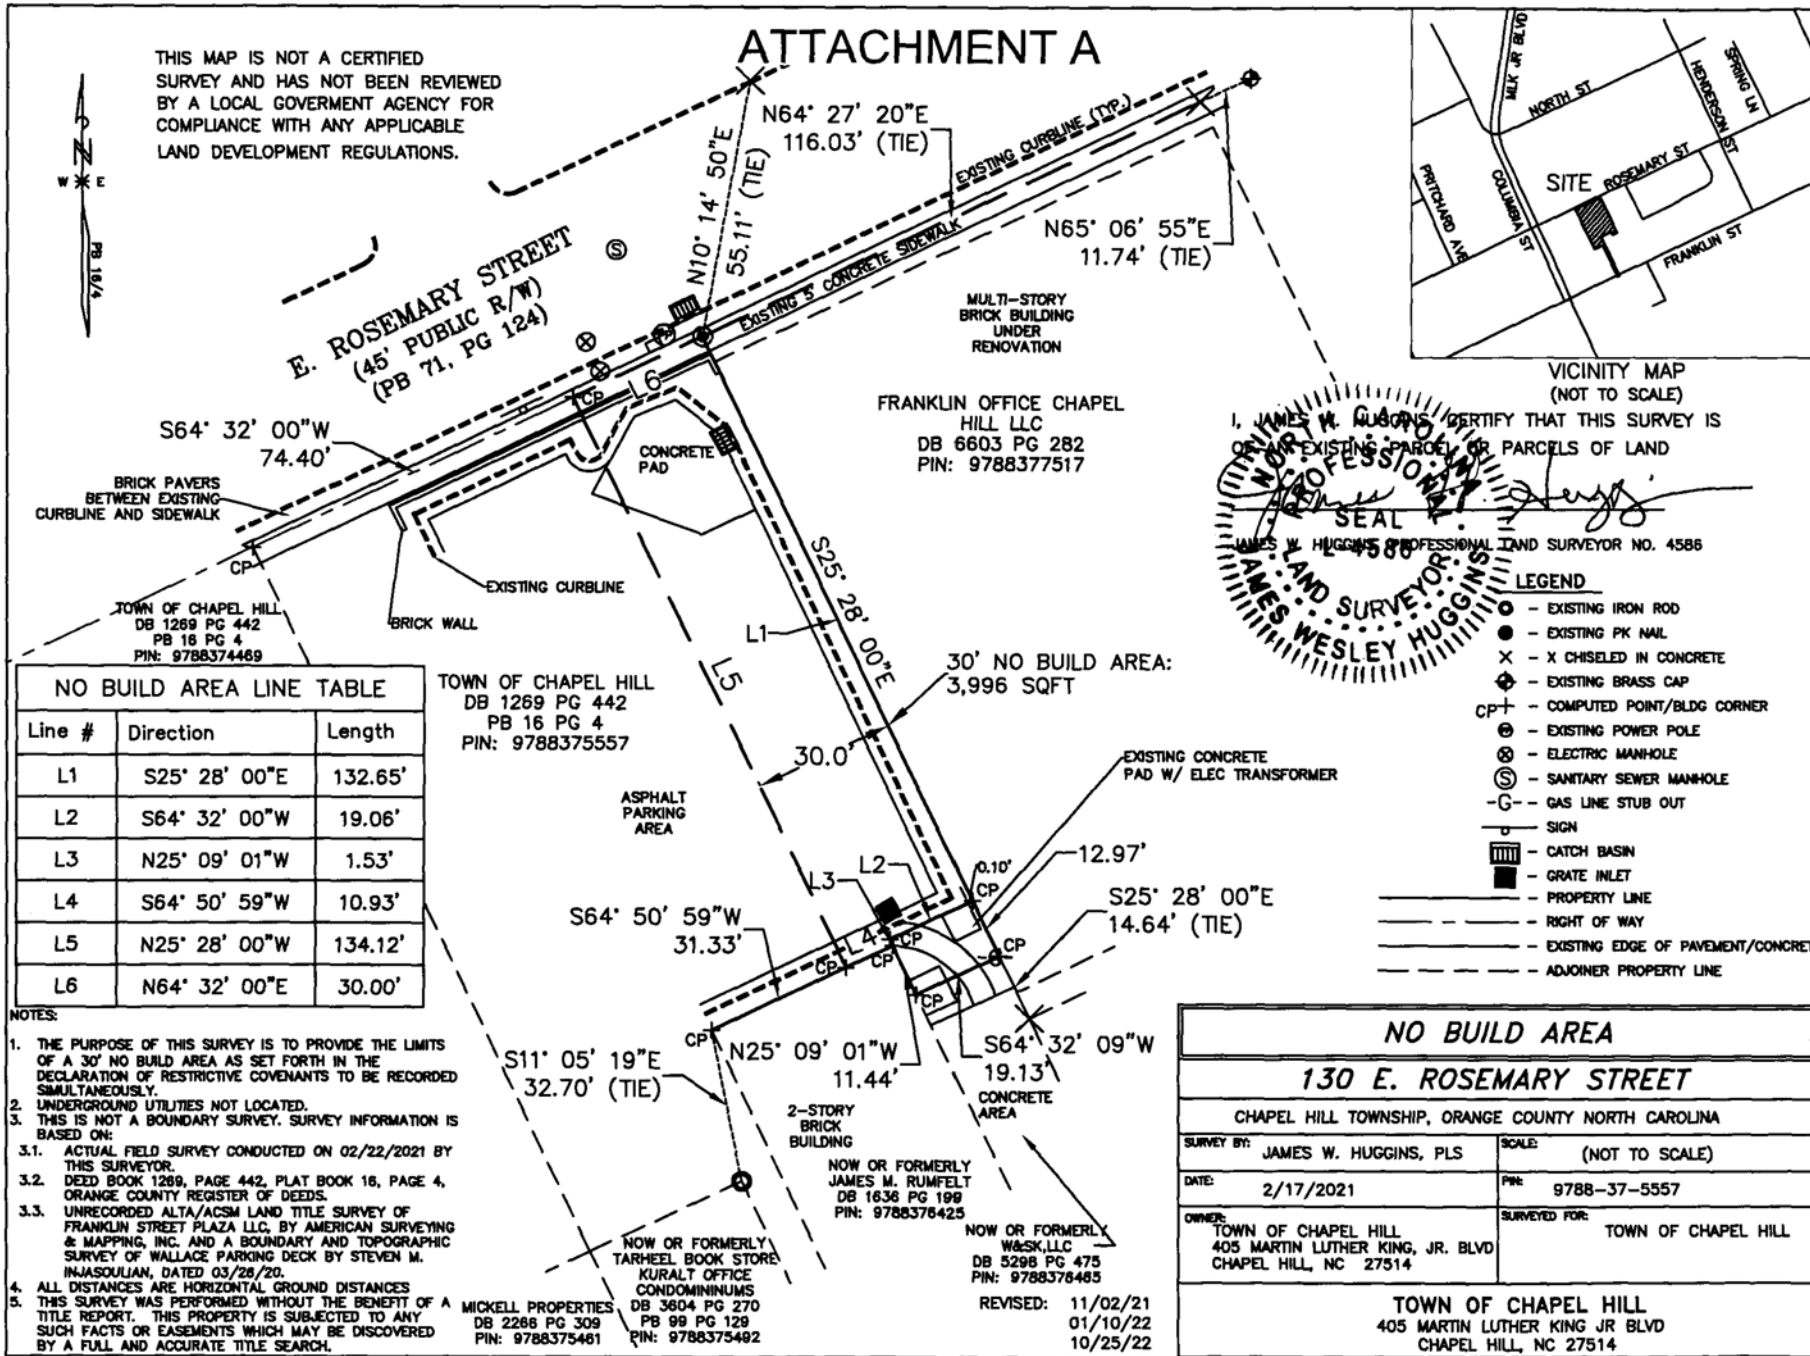 ATTACHMENT A
THIS MAP IS NOT A CERTIFIED
SURVEY AND HAS NOT BEEN REVIEWED
BY A LOCAL GOVERMENT AGENCY FOR
COMPLIANCE WITH ANY APPLICABLE
LAND DEVELOPMENT REGULATIONS.
W E
PB 16/4
N64° 27' 20"E
116.03' (TIE)
N10° 14' 50"E
55.11' (TIE)
EXISTING CURBLINE (TYP.)
EXISTING 5' CONCRETE SIDEWALK
N65° 06' 55"E
11.74' (TIE)
MLK JR BLVD
NORTH ST
HENDERSON ST
SPRING LN
PRITCHARD AVE
COLUMBIA ST
SITE
ROSEMARY ST
FRANKLIN ST
VICINITY MAP
(NOT TO SCALE)
E. ROSEMARY STREET
(45' PUBLIC R/W)
(PB 71, PG 124)
S
MULTI-STORY
BRICK BUILDING
UNDER
RENOVATION
FRANKLIN OFFICE CHAPEL
HILL LLC
DB 6603 PG 282
PIN: 9788377517
I, JAMES W. HUGGINS, CERTIFY THAT THIS SURVEY IS
OF AN EXISTING PARCEL OR PARCELS OF LAND
NORTH CAROLINA
PROFESSIONAL
SEAL
L-4586
LAND SURVEYOR
JAMES WESLEY HUGGINS
JAMES W. HUGGINS, PROFESSIONAL LAND SURVEYOR NO. 4586
S64° 32' 00"W
74.40'
L6
CP
CONCRETE
PAD
BRICK PAVERS
BETWEEN EXISTING
CURBLINE AND SIDEWALK
CP
EXISTING CURBLINE
BRICK WALL
TOWN OF CHAPEL HILL
DB 1269 PG 442
PB 16 PG 4
PIN: 9788374469
L1
S25° 28' 00"E
L5
30' NO BUILD AREA:
3,996 SQFT
30.0'
TOWN OF CHAPEL HILL
DB 1269 PG 442
PB 16 PG 4
PIN: 9788375557
ASPHALT
PARKING
AREA
EXISTING CONCRETE
PAD W/ ELEC TRANSFORMER
NO BUILD AREA LINE TABLE
Line # Direction Length
L1 S25° 28' 00"E 132.65'
L2 S64° 32' 00"W 19.06'
L3 N25° 09' 01"W 1.53'
L4 S64° 50' 59"W 10.93'
L5 N25° 28' 00"W 134.12'
L6 N64° 32' 00"E 30.00'
LEGEND
- EXISTING IRON ROD
- EXISTING PK NAIL
- X CHISELED IN CONCRETE
- EXISTING BRASS CAP
CP - COMPUTED POINT/BLDG CORNER
- EXISTING POWER POLE
- ELECTRIC MANHOLE
S - SANITARY SEWER MANHOLE
-G- - GAS LINE STUB OUT
- SIGN
- CATCH BASIN
- GRATE INLET
- PROPERTY LINE
- RIGHT OF WAY
- EXISTING EDGE OF PAVEMENT/CONCRET
- ADJOINER PROPERTY LINE
L2
L3
L4
0.10'
CP
12.97'
S25° 28' 00"E
14.64' (TIE)
S64° 50' 59"W
31.33'
CP
CP
CP
CP
CP
CP
S11° 05' 19"E
32.70' (TIE)
N25° 09' 01"W
11.44'
S64° 32' 09"W
19.13'
CONCRETE
AREA
2-STORY
BRICK
BUILDING
NOW OR FORMERLY
JAMES M. RUMFELT
DB 1636 PG 199
PIN: 9788376425
NOW OR FORMERLY
W&SK,LLC
DB 5298 PG 475
PIN: 9788376465
NOW OR FORMERLY
TARHEEL BOOK STORE
KURALT OFFICE
CONDOMININUMS
DB 3604 PG 270
PB 99 PG 129
PIN: 9788375492
MICKELL PROPERTIES
DB 2266 PG 309
PIN: 9788375461
REVISED: 11/02/21
01/10/22
10/25/22
NOTES:
1. THE PURPOSE OF THIS SURVEY IS TO PROVIDE THE LIMITS
OF A 30' NO BUILD AREA AS SET FORTH IN THE
DECLARATION OF RESTRICTIVE COVENANTS TO BE RECORDED
SIMULTANEOUSLY.
2. UNDERGROUND UTILITIES NOT LOCATED.
3. THIS IS NOT A BOUNDARY SURVEY. SURVEY INFORMATION IS
BASED ON:
3.1. ACTUAL FIELD SURVEY CONDUCTED ON 02/22/2021 BY
THIS SURVEYOR.
3.2. DEED BOOK 1269, PAGE 442, PLAT BOOK 16, PAGE 4,
ORANGE COUNTY REGISTER OF DEEDS.
3.3. UNRECORDED ALTA/ACSM LAND TITLE SURVEY OF
FRANKLIN STREET PLAZA LLC, BY AMERICAN SURVEYING
& MAPPING, INC. AND A BOUNDARY AND TOPOGRAPHIC
SURVEY OF WALLACE PARKING DECK BY STEVEN M.
INJASOULIAN, DATED 03/26/20.
4. ALL DISTANCES ARE HORIZONTAL GROUND DISTANCES
5. THIS SURVEY WAS PERFORMED WITHOUT THE BENEFIT OF A
TITLE REPORT. THIS PROPERTY IS SUBJECTED TO ANY
SUCH FACTS OR EASEMENTS WHICH MAY BE DISCOVERED
BY A FULL AND ACCURATE TITLE SEARCH.
NO BUILD AREA
130 E. ROSEMARY STREET
CHAPEL HILL TOWNSHIP, ORANGE COUNTY NORTH CAROLINA
SURVEY BY: JAMES W. HUGGINS, PLS
SCALE: (NOT TO SCALE)
DATE: 2/17/2021
PIN: 9788-37-5557
OWNER: TOWN OF CHAPEL HILL
405 MARTIN LUTHER KING, JR. BLVD
CHAPEL HILL, NC 27514
SURVEYED FOR: TOWN OF CHAPEL HILL
TOWN OF CHAPEL HILL
405 MARTIN LUTHER KING JR BLVD
CHAPEL HILL, NC 27514